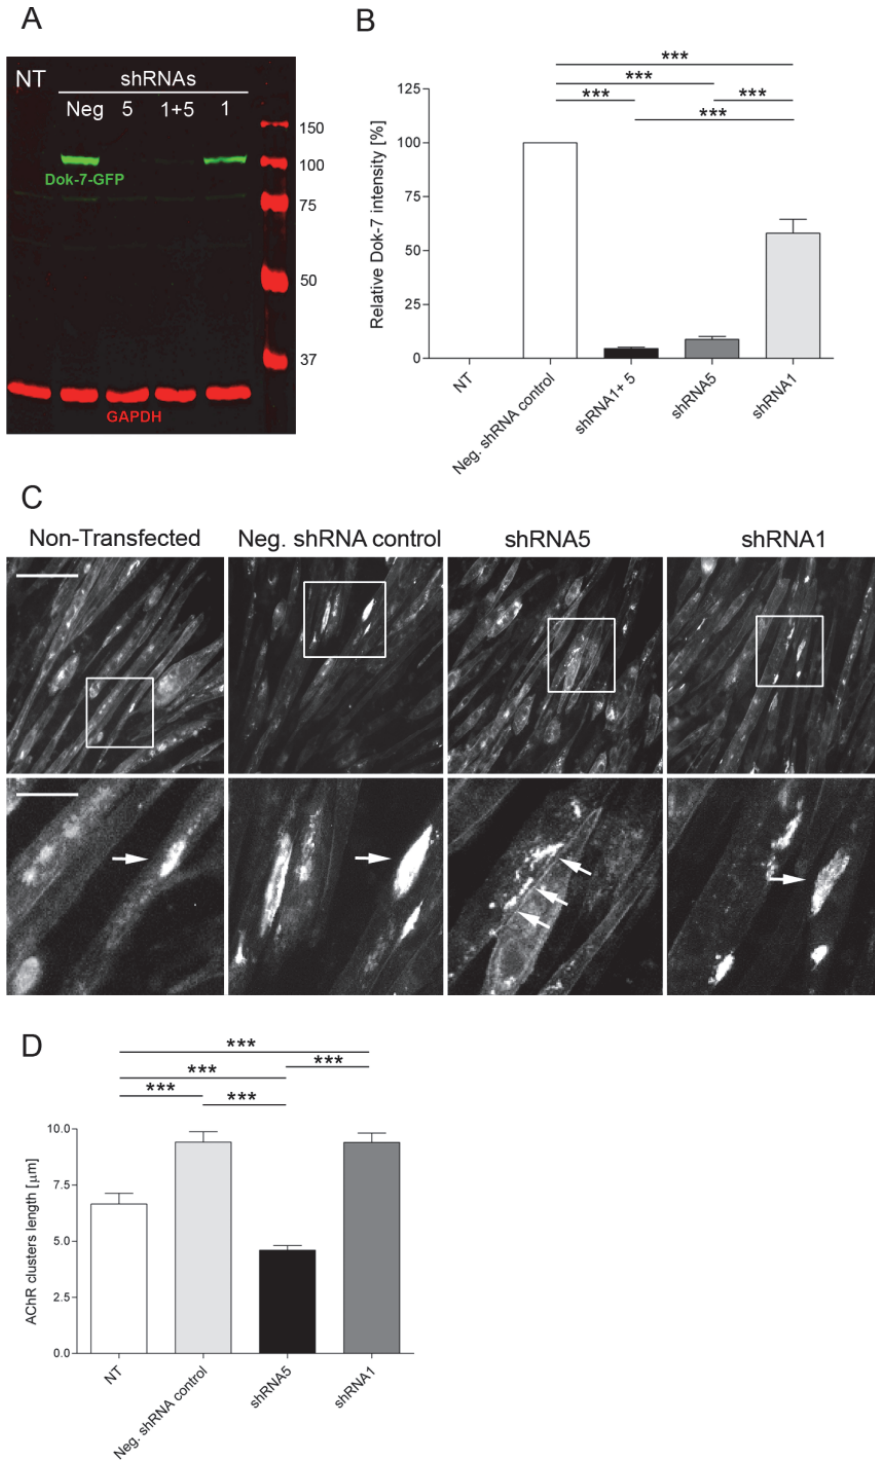 A
NT
shRNAs
Neg 5 1+5 1
150
100
Dok-7-GFP
75
50
37
GAPDH
B
***
***
*** ***
***
125
100
75
50
25
0
Relative Dok-7 intensity [%]
NT
Neg. shRNA control
shRNA1+ 5
shRNA5
shRNA1
C
Non-Transfected Neg. shRNA control shRNA5 shRNA1
D
***
***
***
***
***
10.0
7.5
5.0
2.5
0.0
AChR clusters length [µm]
NT
Neg. shRNA control
shRNA5
shRNA1